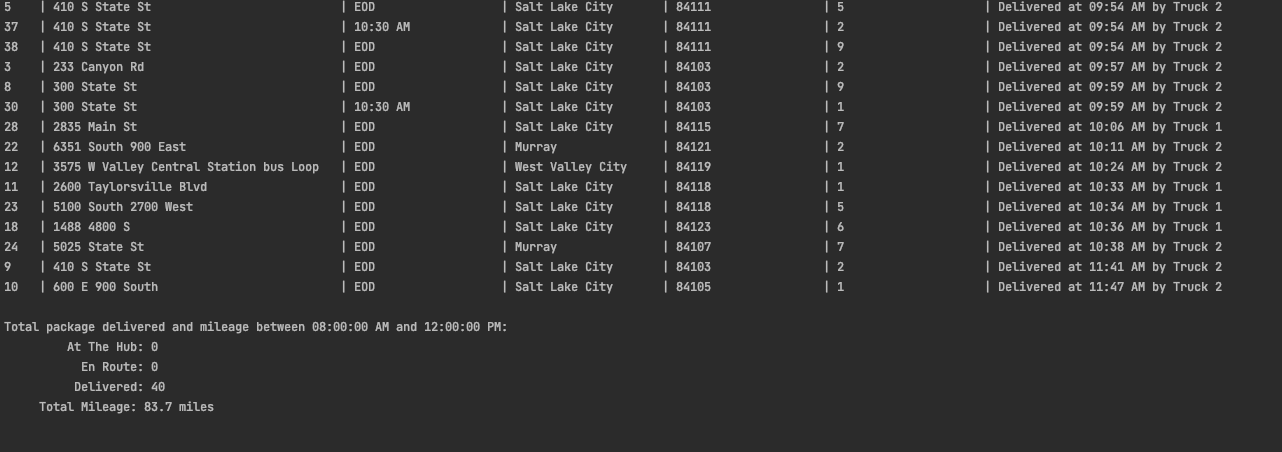 5 | 410 S State St | EOD | Salt Lake City | 84111 | 5 | Delivered at 09:54 AM by Truck 2
37 | 410 S State St | 10:30 AM | Salt Lake City | 84111 | 2 | Delivered at 09:54 AM by Truck 2
38 | 410 S State St | EOD | Salt Lake City | 84111 | 9 | Delivered at 09:54 AM by Truck 2
3 | 233 Canyon Rd | EOD | Salt Lake City | 84103 | 2 | Delivered at 09:57 AM by Truck 2
8 | 300 State St | EOD | Salt Lake City | 84103 | 9 | Delivered at 09:59 AM by Truck 2
30 | 300 State St | 10:30 AM | Salt Lake City | 84103 | 1 | Delivered at 09:59 AM by Truck 2
28 | 2835 Main St | EOD | Salt Lake City | 84115 | 7 | Delivered at 10:06 AM by Truck 1
22 | 6351 South 900 East | EOD | Murray | 84121 | 2 | Delivered at 10:11 AM by Truck 2
12 | 3575 W Valley Central Station bus Loop | EOD | West Valley City | 84119 | 1 | Delivered at 10:24 AM by Truck 2
11 | 2600 Taylorsville Blvd | EOD | Salt Lake City | 84118 | 1 | Delivered at 10:33 AM by Truck 1
23 | 5100 South 2700 West | EOD | Salt Lake City | 84118 | 5 | Delivered at 10:34 AM by Truck 1
18 | 1488 4800 S | EOD | Salt Lake City | 84123 | 6 | Delivered at 10:36 AM by Truck 1
24 | 5025 State St | EOD | Murray | 84107 | 7 | Delivered at 10:38 AM by Truck 2
9 | 410 S State St | EOD | Salt Lake City | 84103 | 2 | Delivered at 11:41 AM by Truck 2
10 | 600 E 900 South | EOD | Salt Lake City | 84105 | 1 | Delivered at 11:47 AM by Truck 2
Total package delivered and mileage between 08:00:00 AM and 12:00:00 PM:
At The Hub: 0
En Route: 0
Delivered: 40
Total Mileage: 83.7 miles